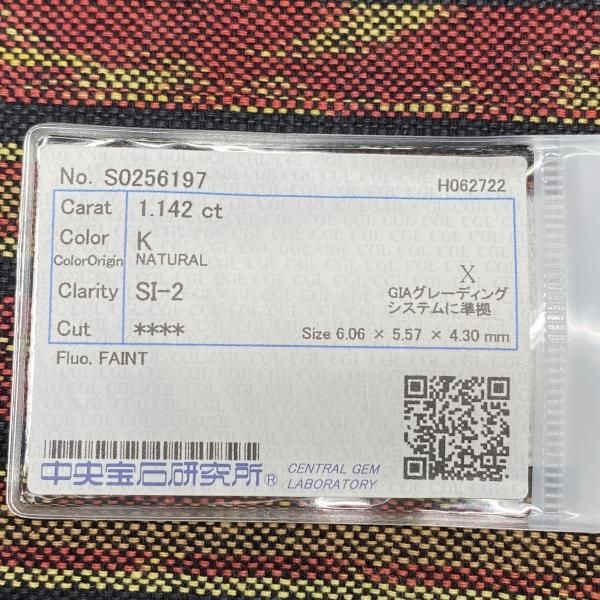 No. S0256197
H062722
Carat 1.142 ct
Color K
ColorOrigin NATURAL
X
Clarity SI-2
GIAグレーディング
システムに準拠
Cut ****
Size 6.06 × 5.57 × 4.30 mm
Fluo. FAINT
中央宝石研究所® CENTRAL GEM
LABORATORY